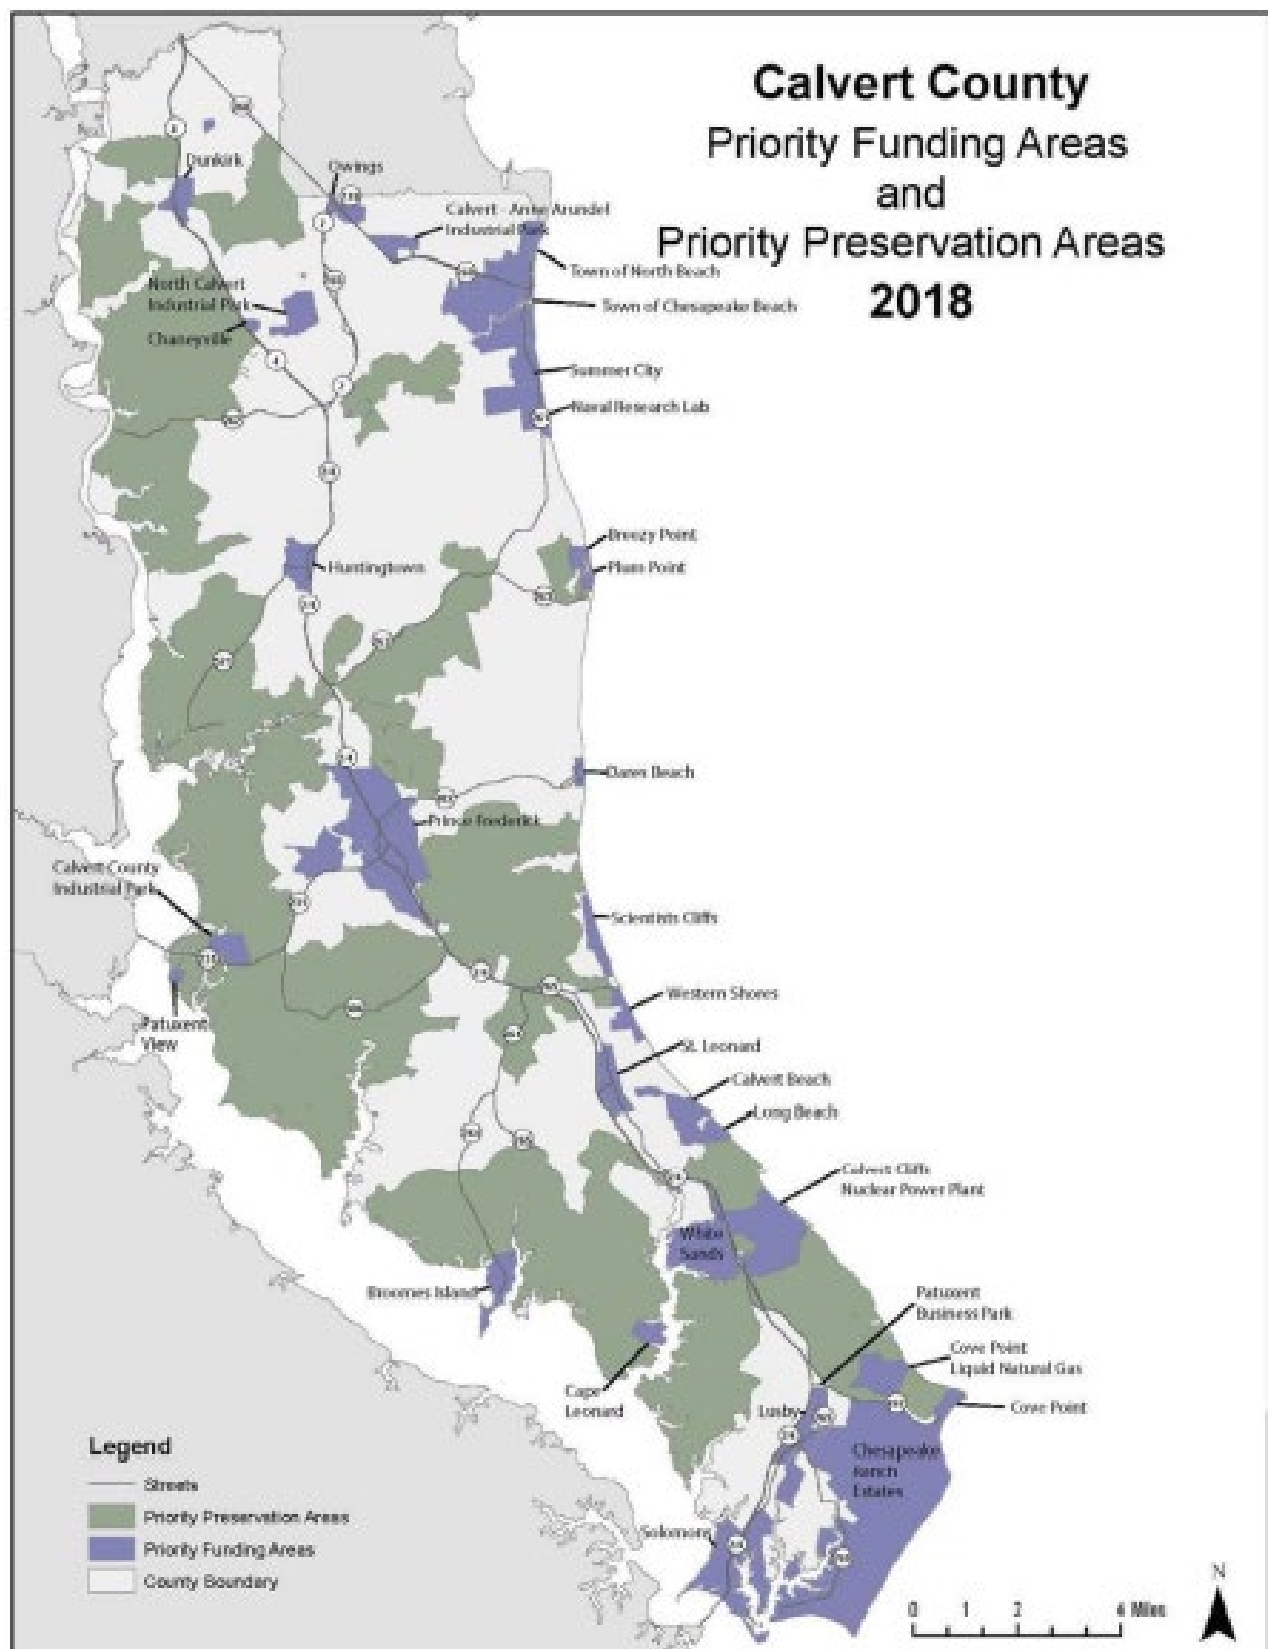 Calvert County
Priority Funding Areas
and
Priority Preservation Areas
2018
Dunkirk
Owings
Calvert - Anne Arundel
Industrial Park
Town of North Beach
North Calvert
Industrial Park
Town of Chesapeake Beach
Chaneyville
Summer City
Naval Research Lab
Breezy Point
Huntingtown
Plum Point
Dares Beach
Prince Frederick
Calvert County
Industrial Park
Scientists Cliffs
Western Shores
Patuxent
View
St. Leonard
Calvert Beach
Long Beach
Calvert Cliffs
Nuclear Power Plant
White
Sands
Broomes Island
Patuxent
Business Park
Cove Point
Liquid Natural Gas
Cape
Leonard
Lusby
Cove Point
Chesapeake
Ranch
Estates
Solomons
Legend
Streets
Priority Preservation Areas
Priority Funding Areas
County Boundary
N
0 1 2 4 Miles